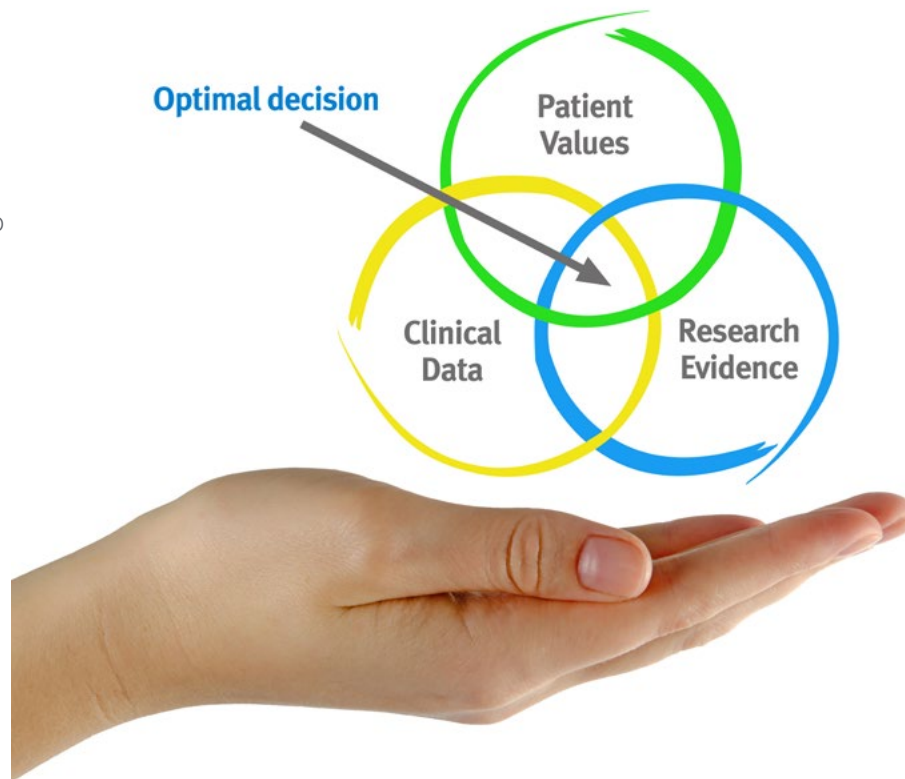 Optimal decision
Patient
Values
Clinical
Data
Research
Evidence